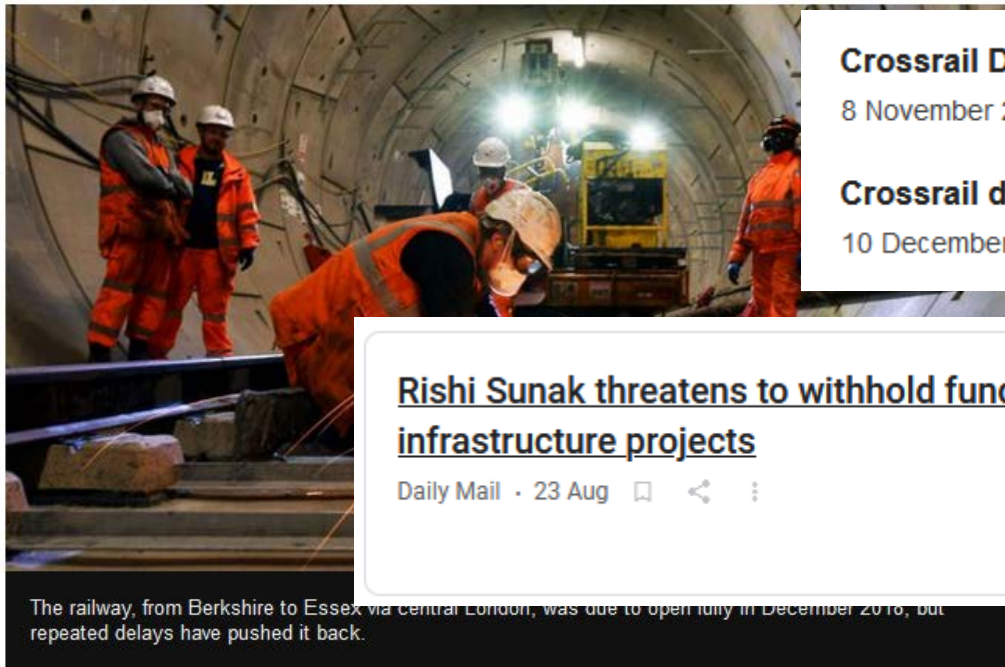 Crossrail
8 November
Crossrail
10 December
Rishi Sunak threatens to withhold
infrastructure projects
Daily Mail · 23 Aug
The railway, from Berkshire to Essex via central London, was due to open fully in December 2018, but
repeated delays have pushed it back.